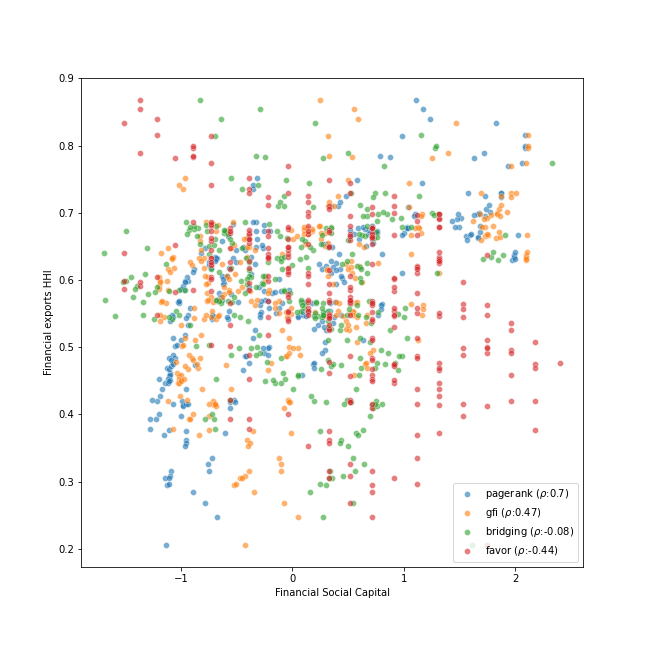 0.9
0.8
0.7
0.6
0.5
0.4
0.3
0.2
Financial exports HHI
−1
0
1
2
Financial Social Capital
pagerank (ρ:0.7)
gfi (ρ:0.47)
bridging (ρ:-0.08)
favor (ρ:-0.44)